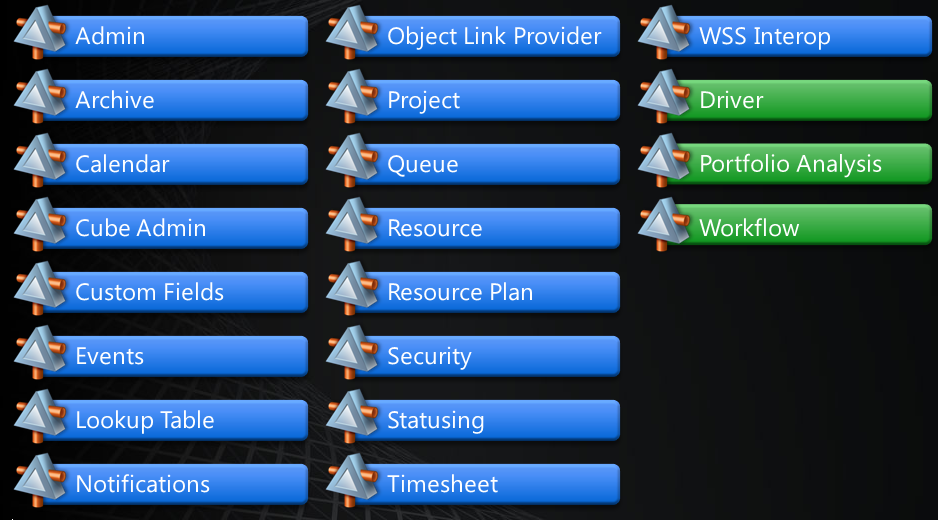 Admin
Archive
Calendar
Cube Admin
Custom Fields
Events
Lookup Table
Notifications
Object Link Provider
Project
Queue
Resource
Resource Plan
Security
Statusing
Timesheet
WSS Interop
Driver
Portfolio Analysis
Workflow